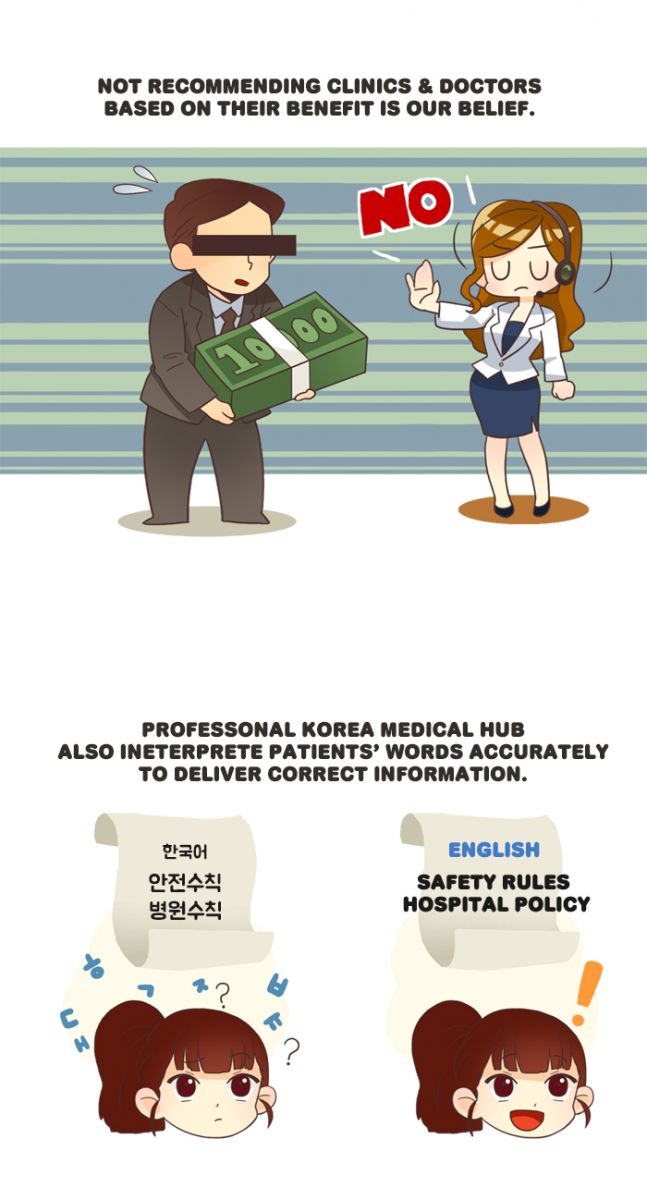 NOT RECOMMENDING CLINICS & DOCTORS
BASED ON THEIR BENEFIT IS OUR BELIEF.
NO
10 00
PROFESSONAL KOREA MEDICAL HUB
ALSO INETERPRETE PATIENTS' WORDS ACCURATELY
TO DELIVER CORRECT INFORMATION.
한국어
안전수칙
병원수칙
ENGLISH
SAFETY RULES
HOSPITAL POLICY
?
?
!